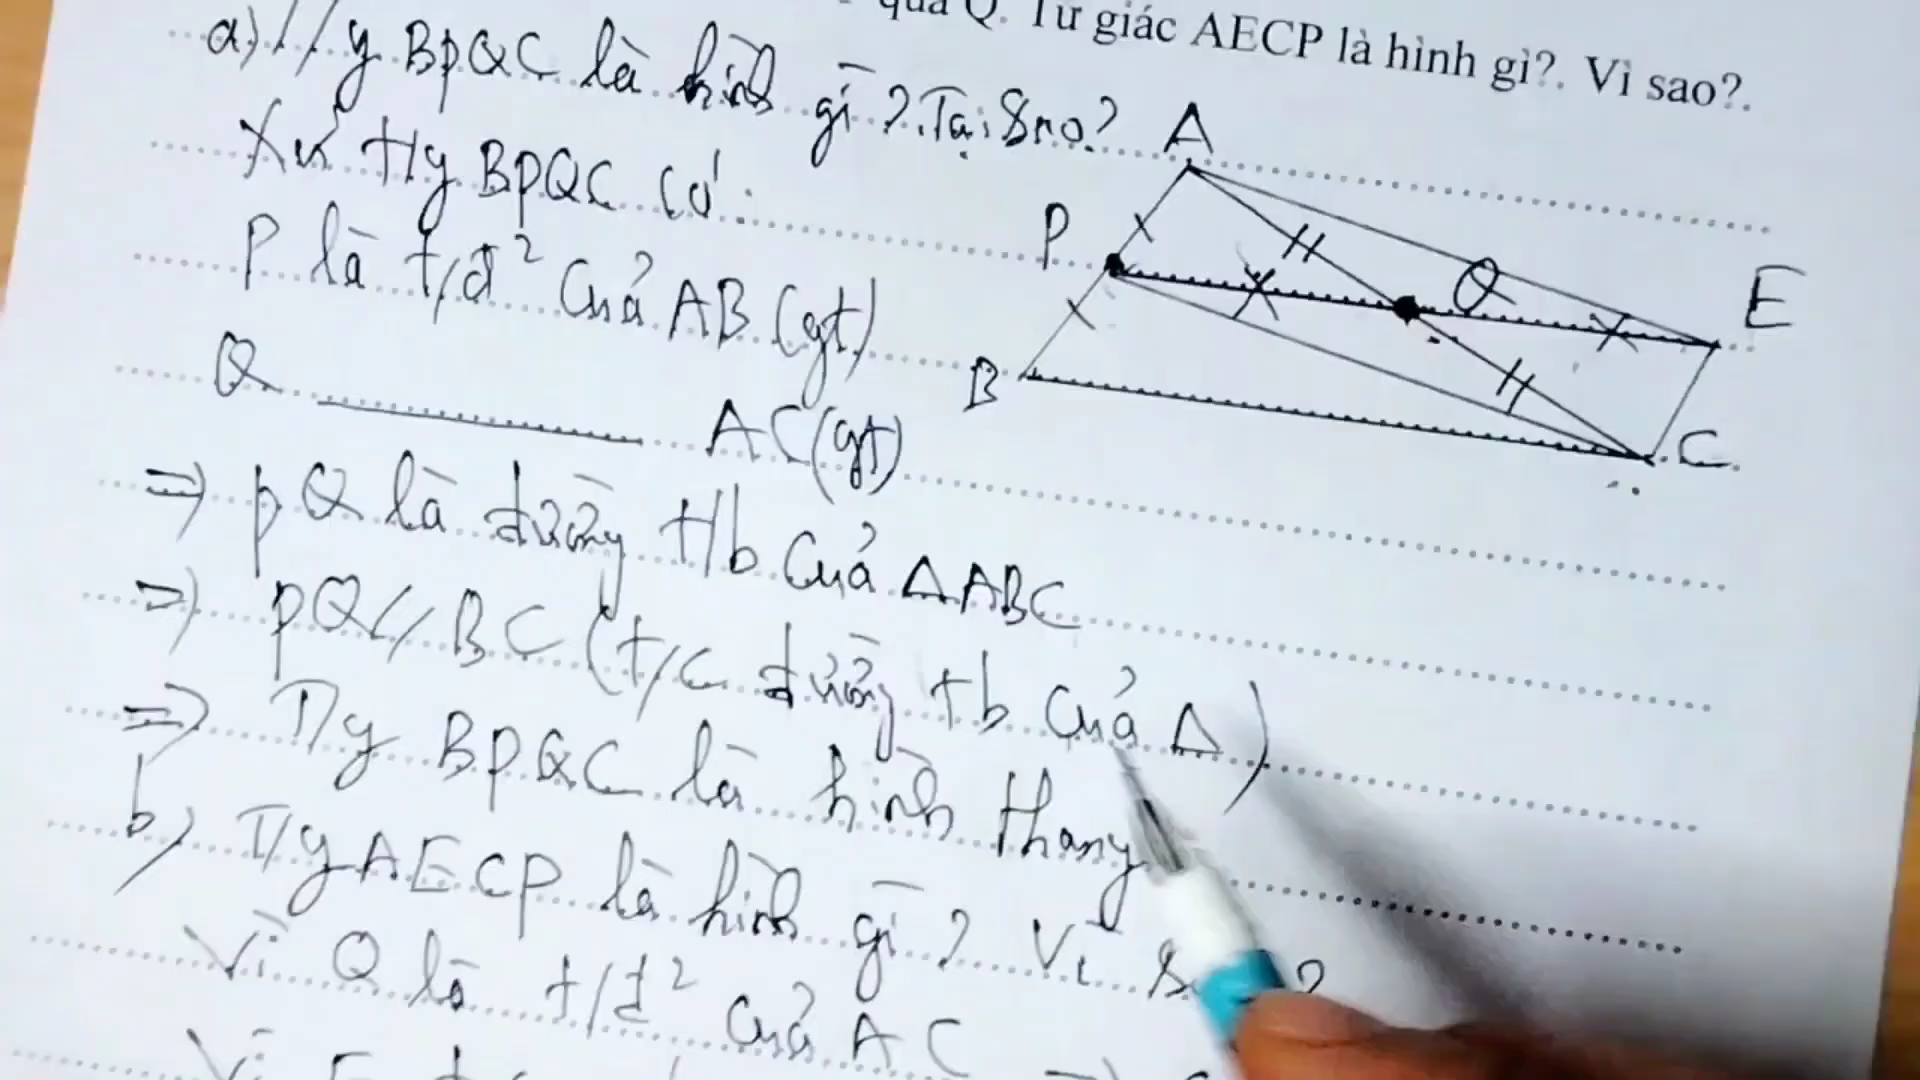 qua Q. Tứ giác AECP là hình gì?. Vì sao?.
a) T/g BPQC là hình gì? Tại sao?
Xét T/g BPQC có:
P là t/đ² của AB (gt)
Q ——— AC (gt)
=> PQ là đường t/b của ΔABC
=> PQ // BC (t/c đường tb của Δ)
=> T/g BPQC là hình thang
b) T/g AECP là hình gì? Vì ?
Vì Q là t/đ² của AC
Vì E
A
P
Q
E
B
C